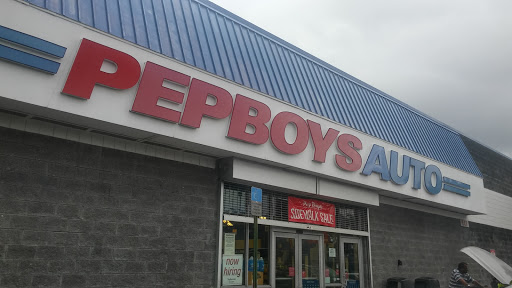 PEPBOYS AUTO
SIDEWALK SALE
now
hiring